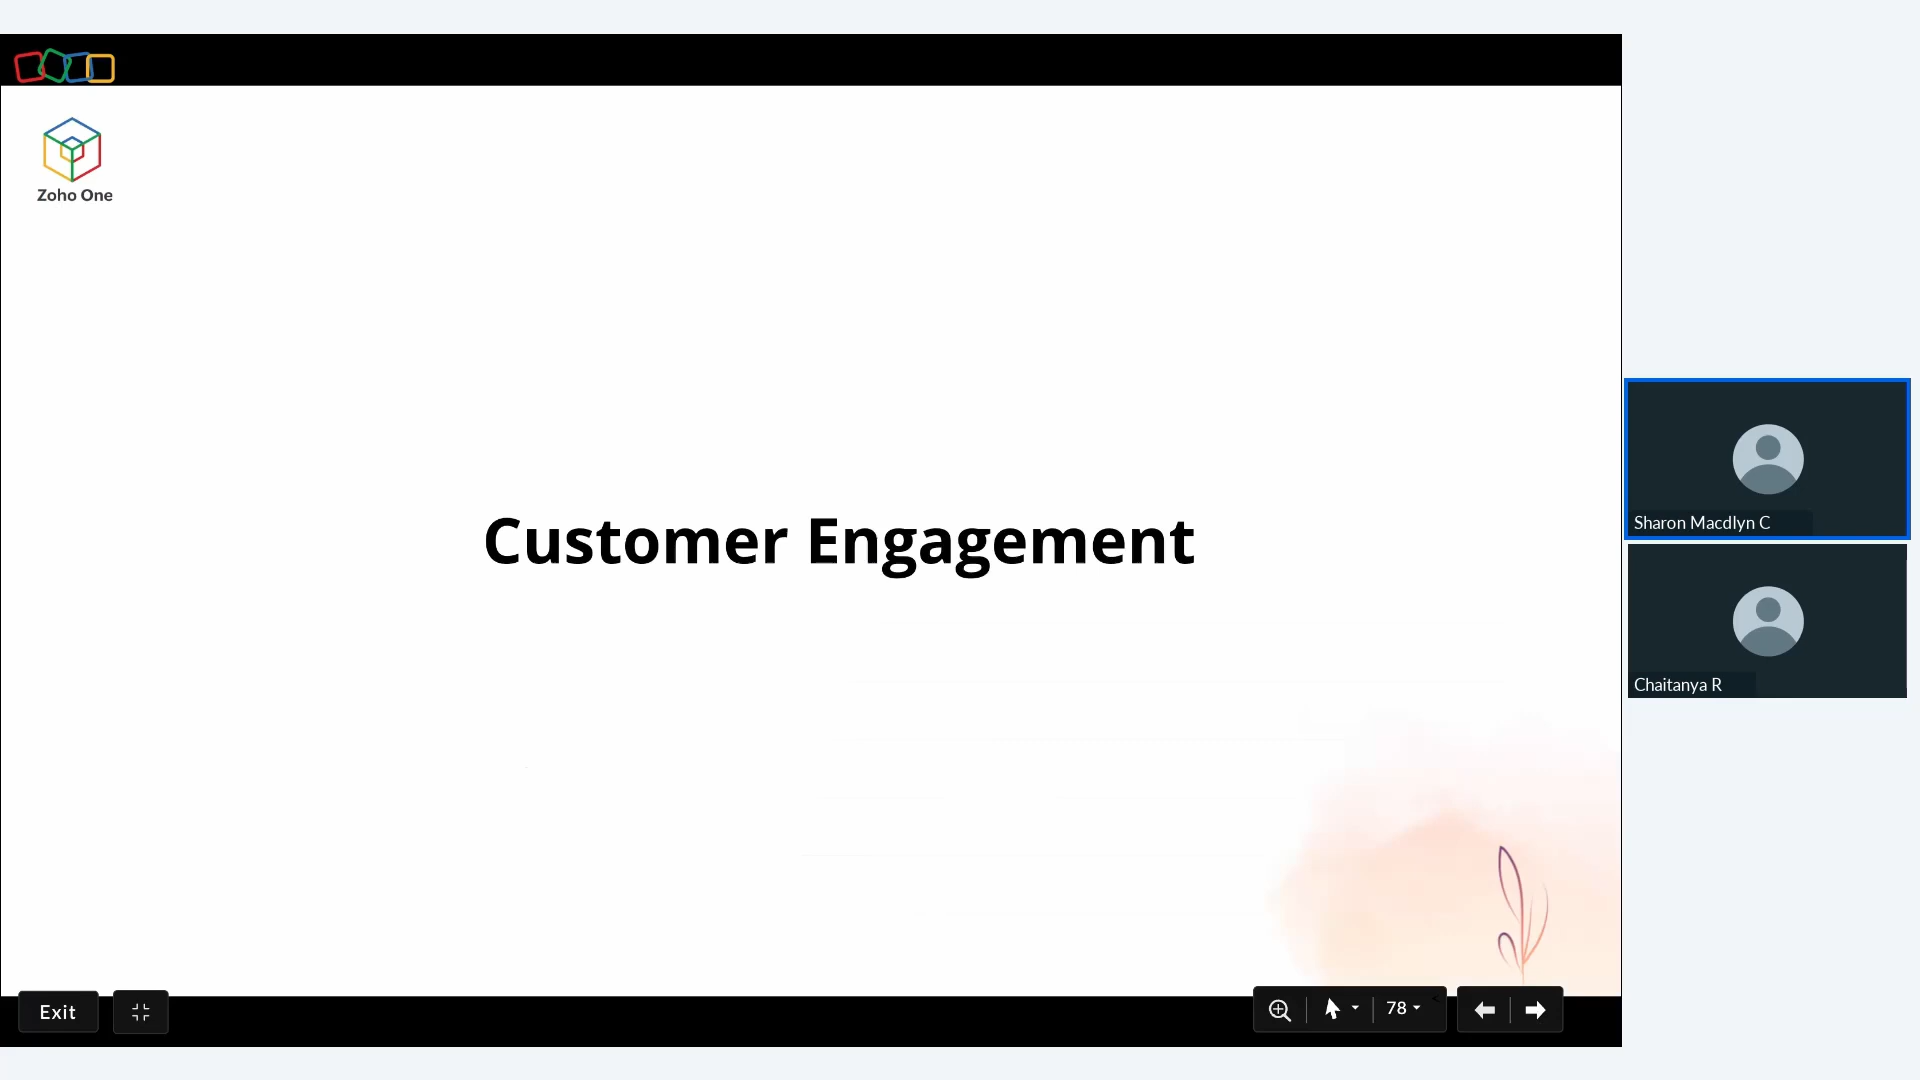 Zoho One
Customer Engagement
Sharon Macdlyn C
Chaitanya R
Exit
78